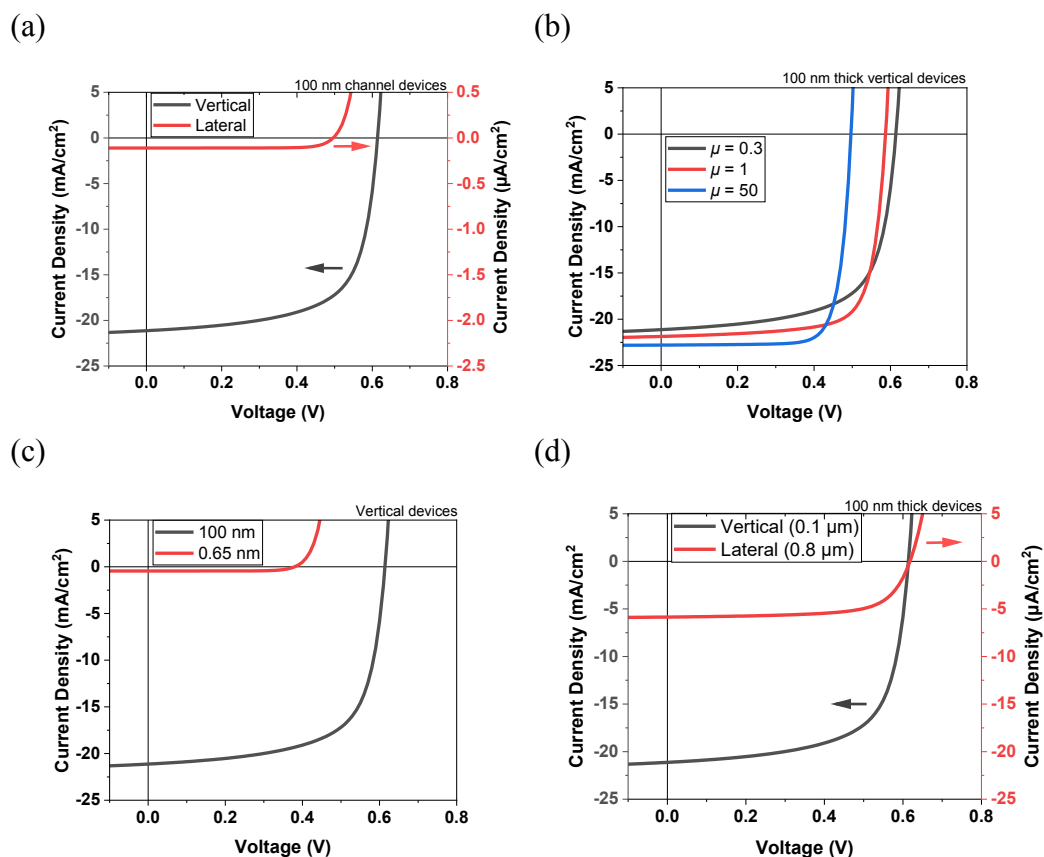 (a)
100 nm channel devices
Vertical
Lateral
Current Density (mA/cm²)
5
0
-5
-10
-15
-20
-25
0.5
0.0
-0.5
-1.0
-1.5
-2.0
-2.5
Current Density (µA/cm²)
0.0 0.2 0.4 0.6 0.8
Voltage (V)
(b)
100 nm thick vertical devices
µ = 0.3
µ = 1
µ = 50
Current Density (mA/cm²)
5
0
-5
-10
-15
-20
-25
0.0 0.2 0.4 0.6 0.8
Voltage (V)
(c)
Vertical devices
100 nm
0.65 nm
Current Density (mA/cm²)
5
0
-5
-10
-15
-20
-25
0.0 0.2 0.4 0.6 0.8
Voltage (V)
(d)
100 nm thick devices
Vertical (0.1 µm)
Lateral (0.8 µm)
Current Density (mA/cm²)
5
0
-5
-10
-15
-20
-25
5
0
-5
-10
-15
-20
-25
Current Density (µA/cm²)
0.0 0.2 0.4 0.6 0.8
Voltage (V)